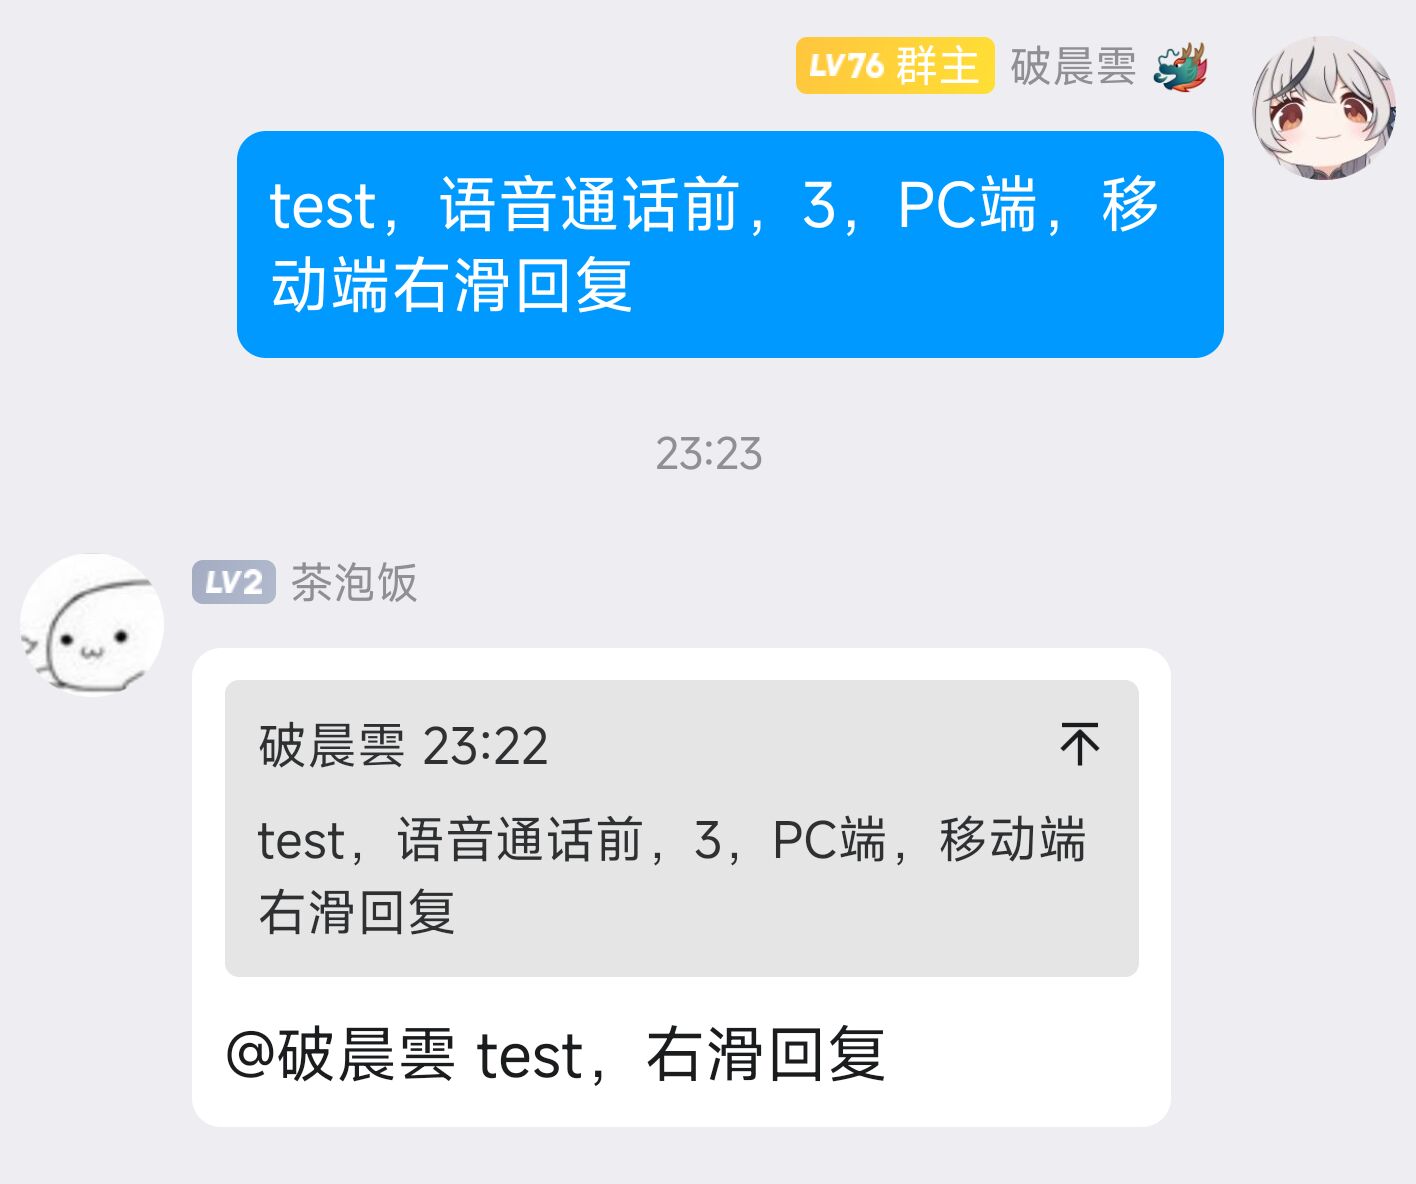 LV76 群主 破晨雲
test，语音通话前，3，PC端，移
动端右滑回复
23:23
LV2 茶泡饭
破晨雲 23:22
test，语音通话前，3，PC端，移动端
右滑回复
@破晨雲 test，右滑回复